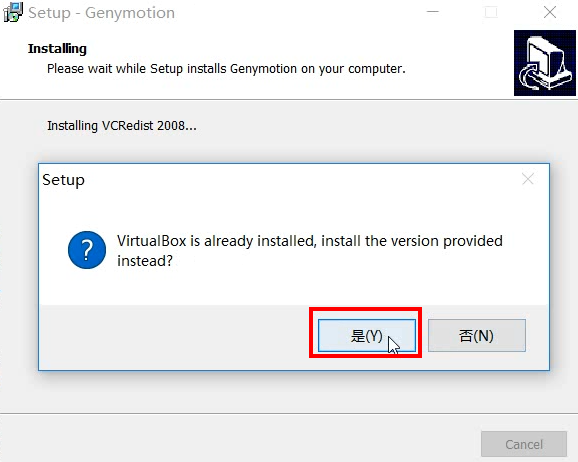 Setup - Genymotion
Installing
Please wait while Setup installs Genymotion on your computer.
Installing VCRedist 2008...
Setup
VirtualBox is already installed, install the version provided
instead?
是(Y)
否(N)
Cancel